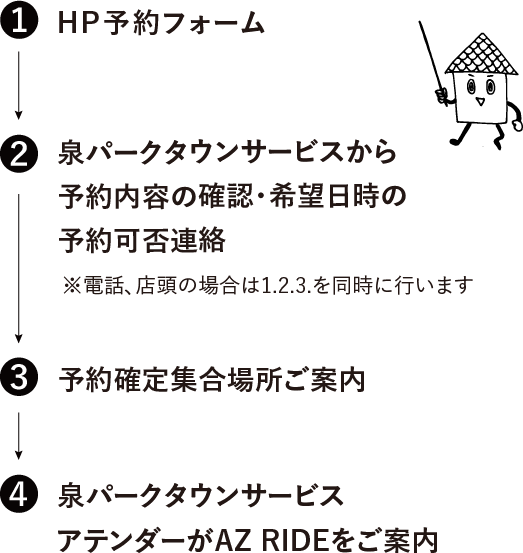 1 HP予約フォーム
2 泉パークタウンサービスから
予約内容の確認・希望日時の
予約可否連絡
※電話、店頭の場合は1.2.3.を同時に行います
3 予約確定集合場所ご案内
4 泉パークタウンサービス
アテンダーがAZ RIDEをご案内